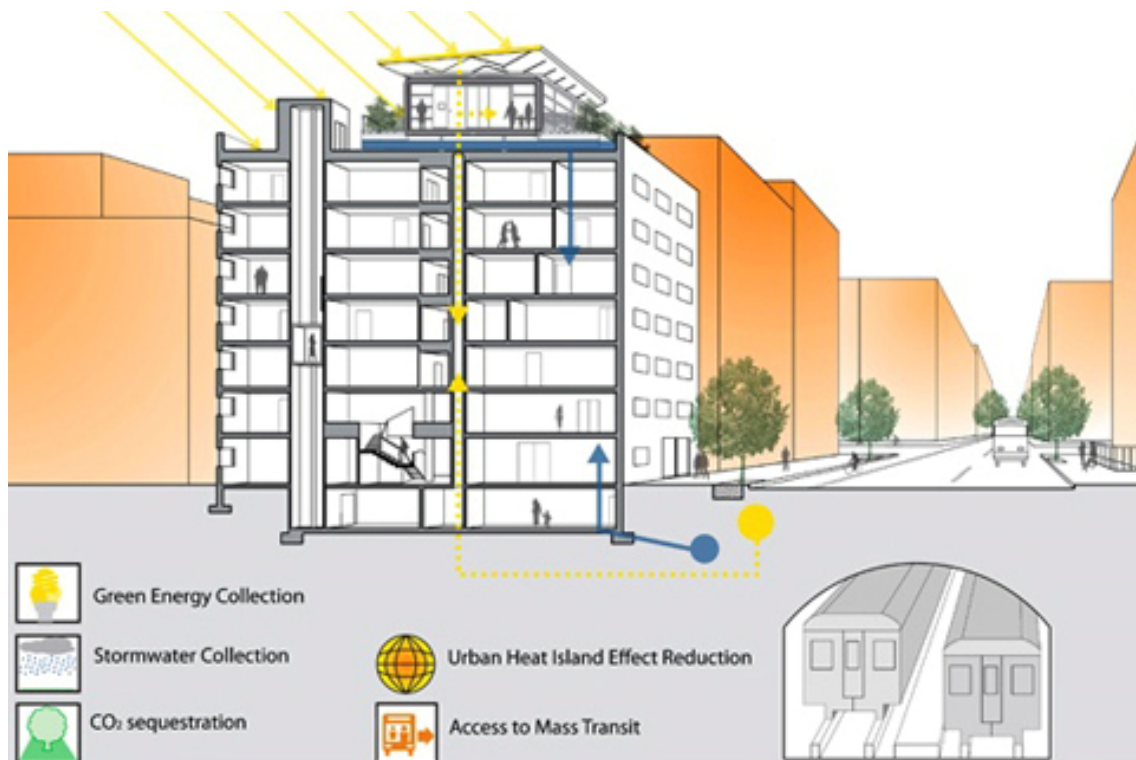 Green Energy Collection
Stormwater Collection
CO₂ sequestration
Urban Heat Island Effect Reduction
Access to Mass Transit